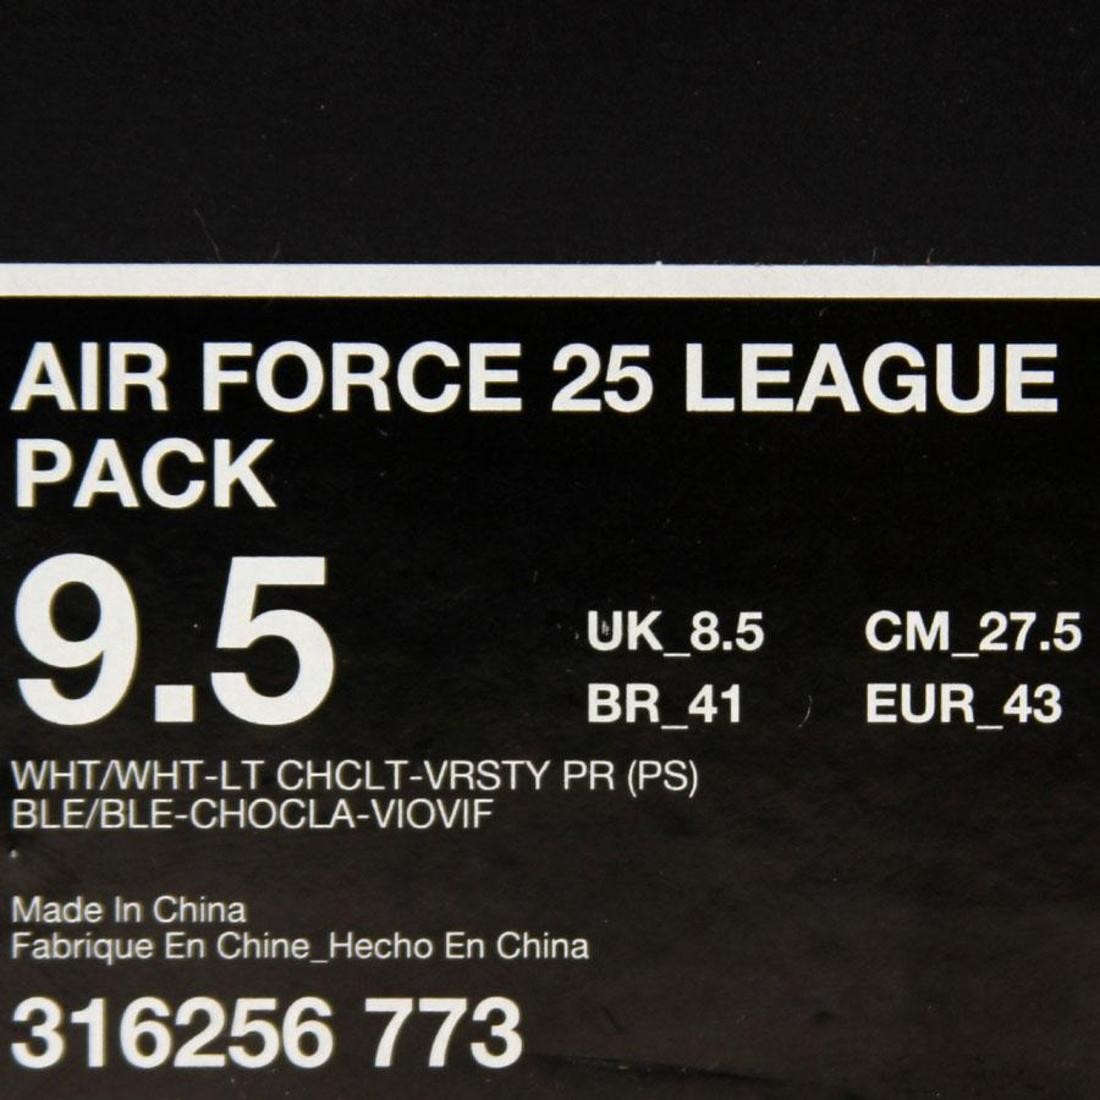 AIR FORCE 25 LEAGUE
PACK
9.5
UK_8.5 CM_27.5
BR_41 EUR_43
WHT/WHT-LT CHCLT-VRSTY PR (PS)
BLE/BLE-CHOCLA-VIOVIF
Made In China
Fabrique En Chine_Hecho En China
316256 773